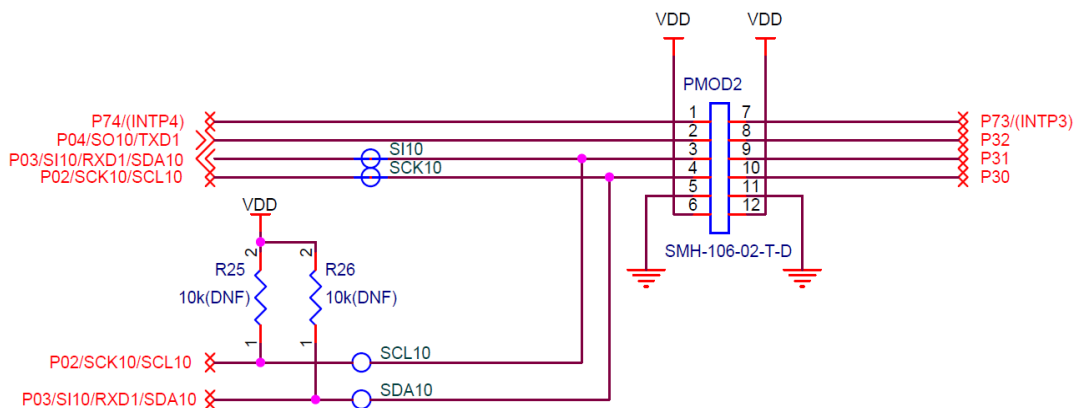 VDD VDD
PMOD2
P74/(INTP4) 1 7 P73/(INTP3)
P04/SO10/TXD1 2 8 P32
P03/SI10/RXD1/SDA10 SI10 3 9 P31
P02/SCK10/SCL10 SCK10 4 10 P30
5 11
6 12
VDD
SMH-106-02-T-D
2 2
R25 R26
10k(DNF) 10k(DNF)
1 1
P02/SCK10/SCL10 SCL10
P03/SI10/RXD1/SDA10 SDA10